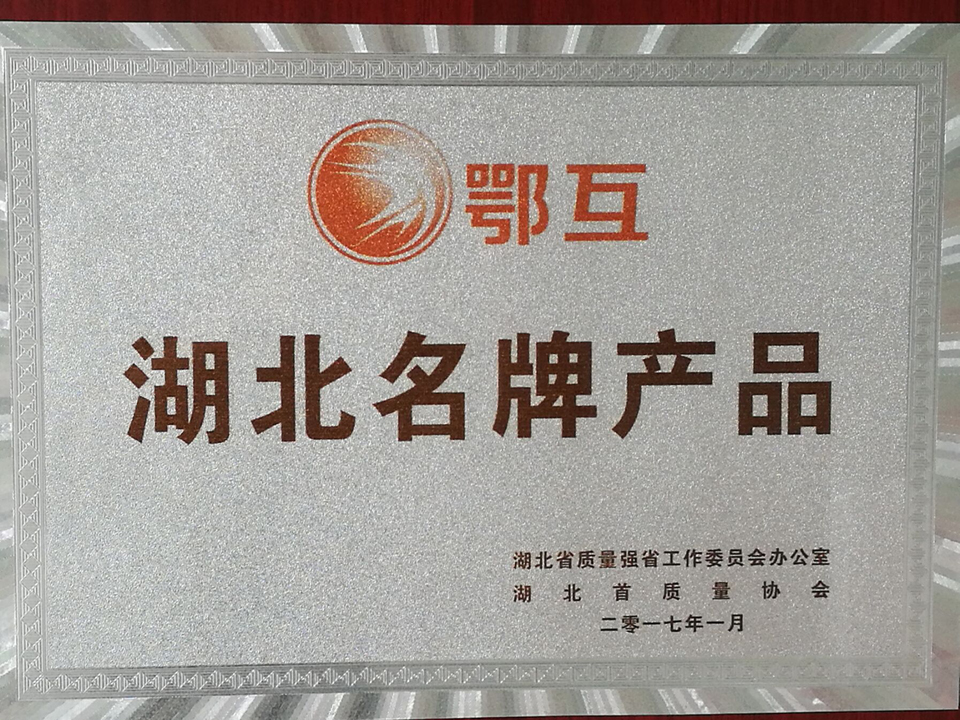 鄂互
湖北名牌产品
湖北省质量强省工作委员会办公室
湖北首质量协会
二零一七年一月